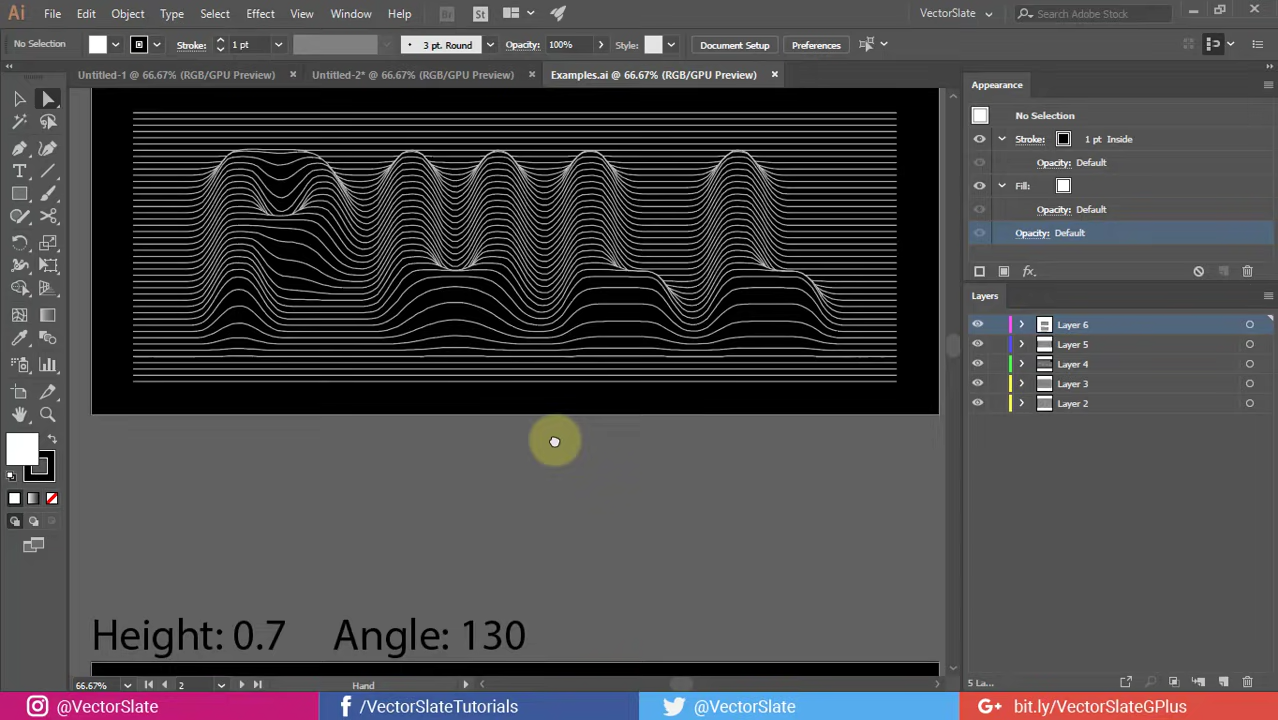 Ai File Edit Object Type Select Effect View Window Help Br St VectorSlate Search Adobe Stock
No Selection Stroke: 1 pt 3 pt. Round Opacity: 100% Style: Document Setup Preferences
Untitled-1 @ 66.67% (RGB/GPU Preview) Untitled-2* @ 66.67% (RGB/GPU Preview) Examples.ai @ 66.67% (RGB/GPU Preview)
Appearance
No Selection
Stroke: 1 pt Inside
Opacity: Default
Fill:
Opacity: Default
Opacity: Default
fx
Layers
Layer 6
Layer 5
Layer 4
Layer 3
Layer 2
Height: 0.7 Angle: 130
66.67% 2 Hand 5 La...
@VectorSlate /VectorSlateTutorials @VectorSlate G+ bit.ly/VectorSlateGPlus